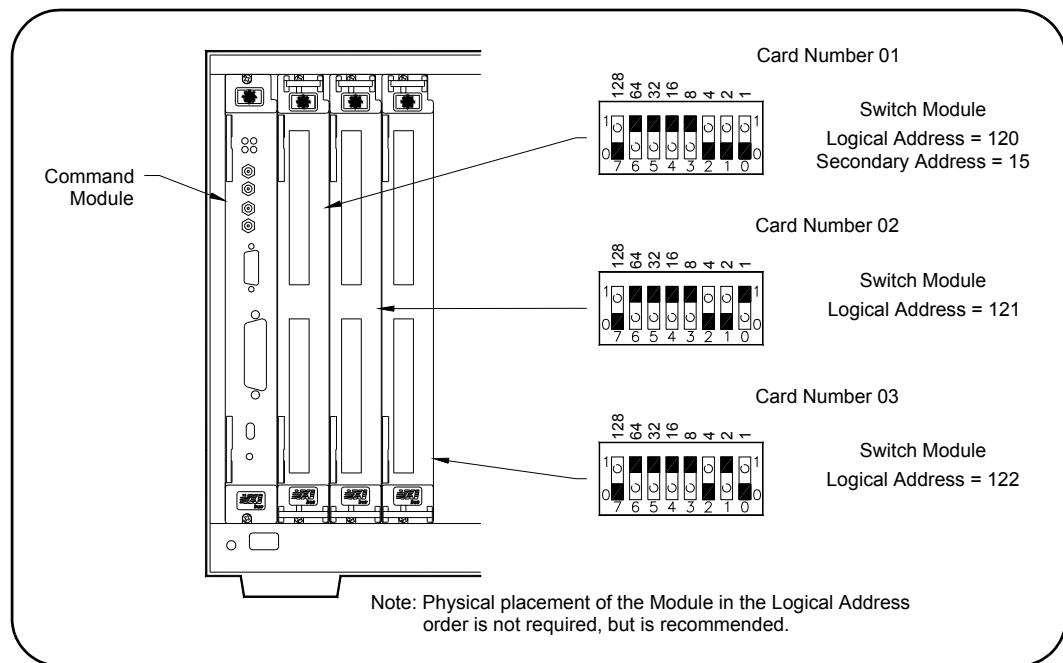 Command
Module
Card Number 01
128 64 32 16 8 4 2 1
1 1
0 0
7 6 5 4 3 2 1 0
Switch Module
Logical Address = 120
Secondary Address = 15
Card Number 02
128 64 32 16 8 4 2 1
1 1
0 0
7 6 5 4 3 2 1 0
Switch Module
Logical Address = 121
Card Number 03
128 64 32 16 8 4 2 1
1 1
0 0
7 6 5 4 3 2 1 0
Switch Module
Logical Address = 122
Note: Physical placement of the Module in the Logical Address
order is not required, but is recommended.